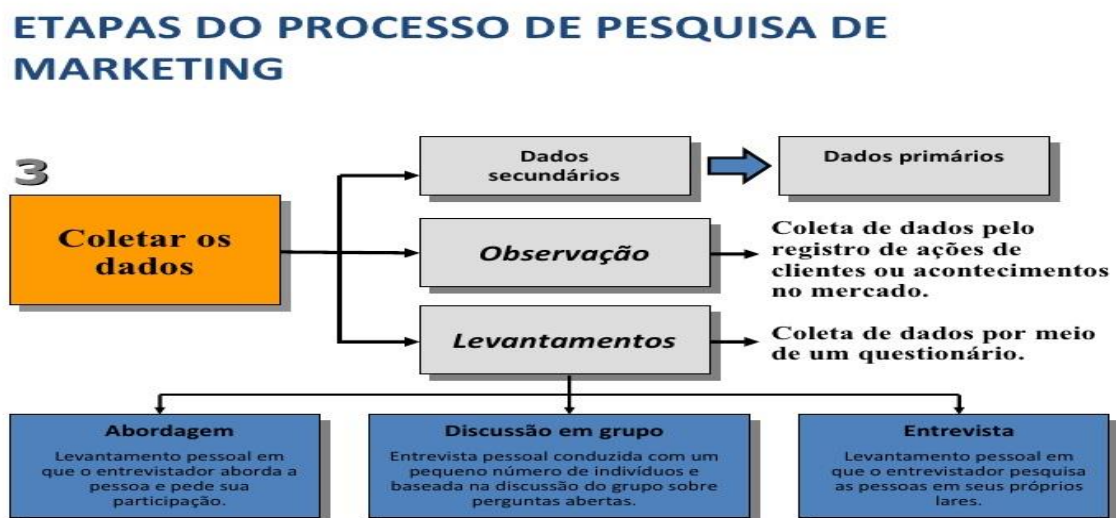 ETAPAS DO PROCESSO DE PESQUISA DE
MARKETING
3
Coletar os
dados
Dados
secundários
Dados primários
Observação
Coleta de dados pelo
registro de ações de
clientes ou acontecimentos
no mercado.
Levantamentos
Coleta de dados por meio
de um questionário.
Abordagem
Levantamento pessoal em
que o entrevistador aborda a
pessoa e pede sua
participação.
Discussão em grupo
Entrevista pessoal conduzida com um
pequeno número de indivíduos e
baseada na discussão do grupo sobre
perguntas abertas.
Entrevista
Levantamento pessoal em
que o entrevistador pesquisa
as pessoas em seus próprios
lares.